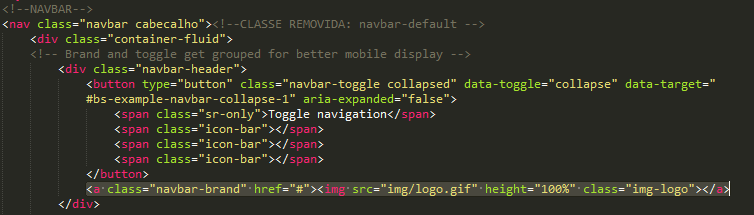 <!--NAVBAR-->
<nav class="navbar cabecalho"><!--CLASSE REMOVIDA: navbar-default -->
<div class="container-fluid">
<!-- Brand and toggle get grouped for better mobile display -->
<div class="navbar-header">
<button type="button" class="navbar-toggle collapsed" data-toggle="collapse" data-target="
#bs-example-navbar-collapse-1" aria-expanded="false">
<span class="sr-only">Toggle navigation</span>
<span class="icon-bar"></span>
<span class="icon-bar"></span>
<span class="icon-bar"></span>
</button>
<a class="navbar-brand" href="#"><img src="img/logo.gif" height="100%" class="img-logo"></a>
</div>